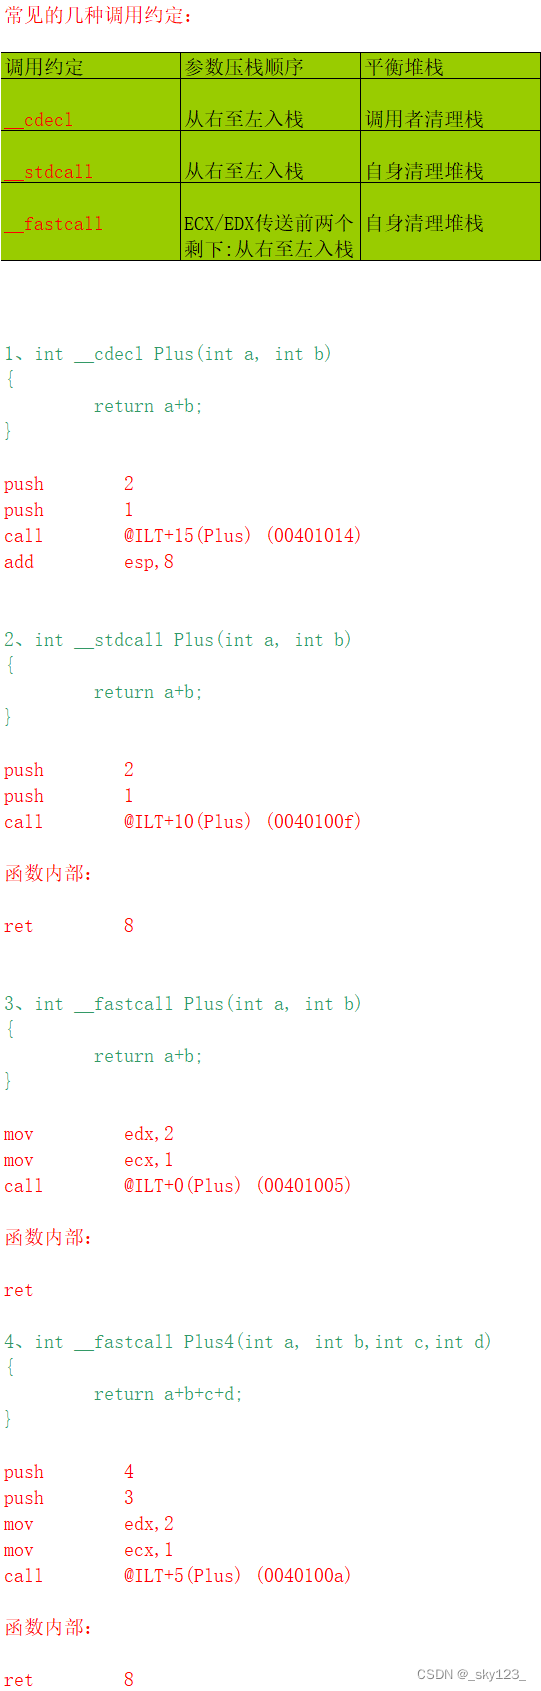 常见的几种调用约定：
调用约定 参数压栈顺序 平衡堆栈
__cdecl 从右至左入栈 调用者清理栈
__stdcall 从右至左入栈 自身清理堆栈
__fastcall ECX/EDX传送前两个 自身清理堆栈
剩下:从右至左入栈
1、int __cdecl Plus(int a, int b)
{
return a+b;
}
push 2
push 1
call @ILT+15(Plus) (00401014)
add esp,8
2、int __stdcall Plus(int a, int b)
{
return a+b;
}
push 2
push 1
call @ILT+10(Plus) (0040100f)
函数内部：
ret 8
3、int __fastcall Plus(int a, int b)
{
return a+b;
}
mov edx,2
mov ecx,1
call @ILT+0(Plus) (00401005)
函数内部：
ret
4、int __fastcall Plus4(int a, int b,int c,int d)
{
return a+b+c+d;
}
push 4
push 3
mov edx,2
mov ecx,1
call @ILT+5(Plus) (0040100a)
函数内部：
ret 8
CSDN @_sky123_